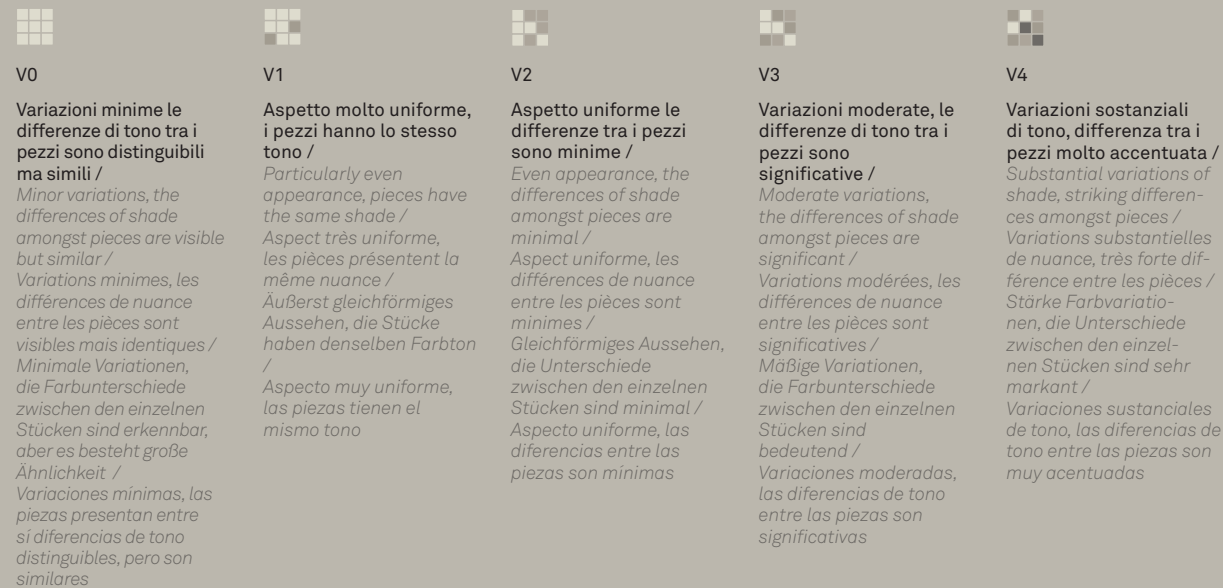 V0
Variazioni minime le
differenze di tono tra i
pezzi sono distinguibili
ma simili /
Minor variations, the
differences of shade
amongst pieces are visible
but similar /
Variations minimes, les
différences de nuance
entre les pièces sont
visibles mais identiques /
Minimale Variationen,
die Farbunterschiede
zwischen den einzelnen
Stücken sind erkennbar,
aber es besteht große
Ähnlichkeit /
Variaciones mínimas, las
piezas presentan entre
sí diferencias de tono
distinguibles, pero son
similares
V1
Aspetto molto uniforme,
i pezzi hanno lo stesso
tono /
Particularly even
appearance, pieces have
the same shade /
Aspect très uniforme,
les pièces présentent la
même nuance /
Äußerst gleichförmiges
Aussehen, die Stücke
haben denselben Farbton
/
Aspecto muy uniforme,
las piezas tienen el
mismo tono
V2
Aspetto uniforme le
differenze tra i pezzi
sono minime /
Even appearance, the
differences of shade
amongst pieces are
minimal /
Aspect uniforme, les
différences de nuance
entre les pièces sont
minimes /
Gleichförmiges Aussehen,
die Unterschiede
zwischen den einzelnen
Stücken sind minimal /
Aspecto uniforme, las
diferencias entre las
piezas son mínimas
V3
Variazioni moderate, le
differenze di tono tra i
pezzi sono
significative /
Moderate variations,
the differences of shade
amongst pieces are
significant /
Variations modérées, les
différences de nuance
entre les pièces sont
significatives /
Mäßige Variationen,
die Farbunterschiede
zwischen den einzelnen
Stücken sind
bedeutend /
Variaciones moderadas,
las diferencias de tono
entre las piezas son
significativas
V4
Variazioni sostanziali
di tono, differenza tra i
pezzi molto accentuata /
Substantial variations of
shade, striking differen-
ces amongst pieces /
Variations substantielles
de nuance, très forte dif-
férence entre les pièces /
Stärke Farbvariatio-
nen, die Unterschiede
zwischen den einzel-
nen Stücken sind sehr
markant /
Variaciones sustanciales
de tono, las diferencias de
tono entre las piezas son
muy acentuadas